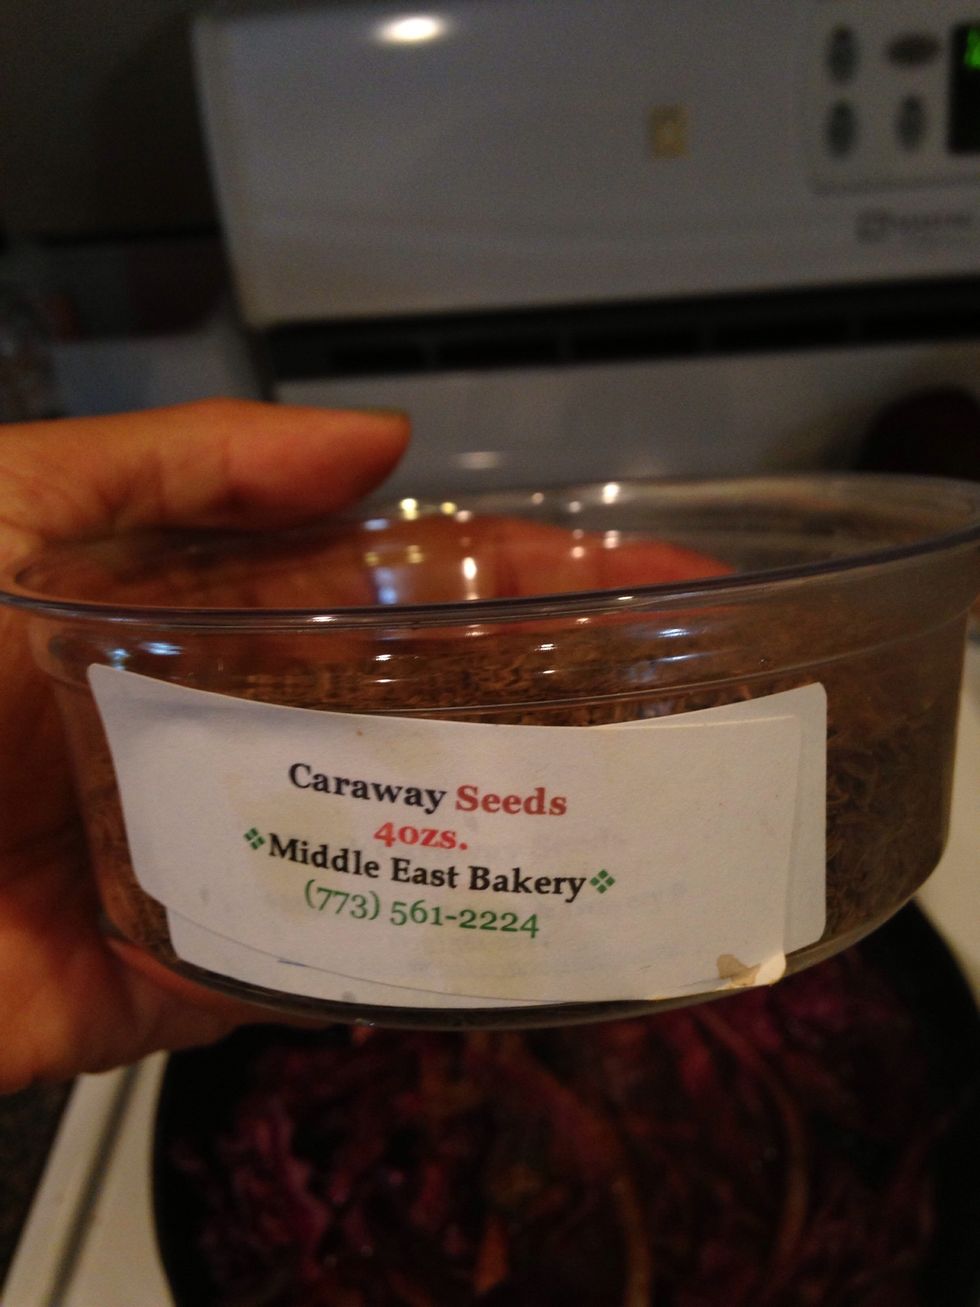 Caraway Seeds
4ozs.
❖Middle East Bakery❖
(773) 561-2224